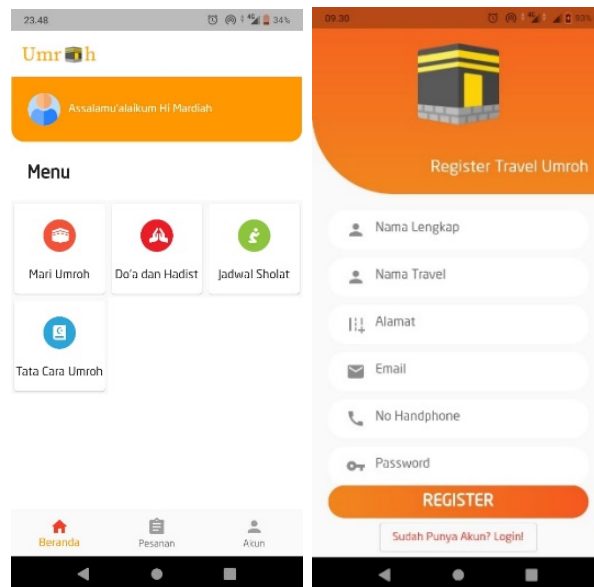 23.48
4G
34%
Umr h
Assalamu'alaikum Hi Mardiah
Menu
Mari Umroh
Do'a dan Hadist
Jadwal Sholat
Tata Cara Umroh
Beranda
Pesanan
Akun
09.30
4G
93%
Register Travel Umroh
Nama Lengkap
Nama Travel
Alamat
Email
No Handphone
Password
REGISTER
Sudah Punya Akun? Login!